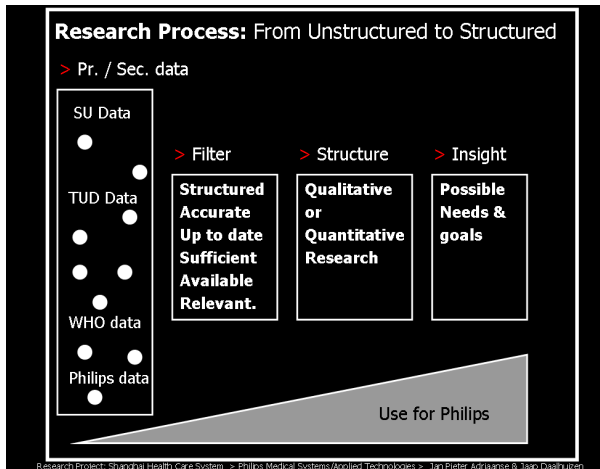 Research Process: From Unstructured to Structured
> Pr. / Sec. data
SU Data
TUD Data
WHO data
Philips data
> Filter
Structured
Accurate
Up to date
Sufficient
Available
Relevant.
> Structure
Qualitative
or
Quantitative
Research
> Insight
Possible
Needs &
goals
Use for Philips
Research Project: Shanghai Health Care System > Philips Medical Systems/Applied Technologies > Jan Pieter Adriaanse & Jaap Daalhuizen